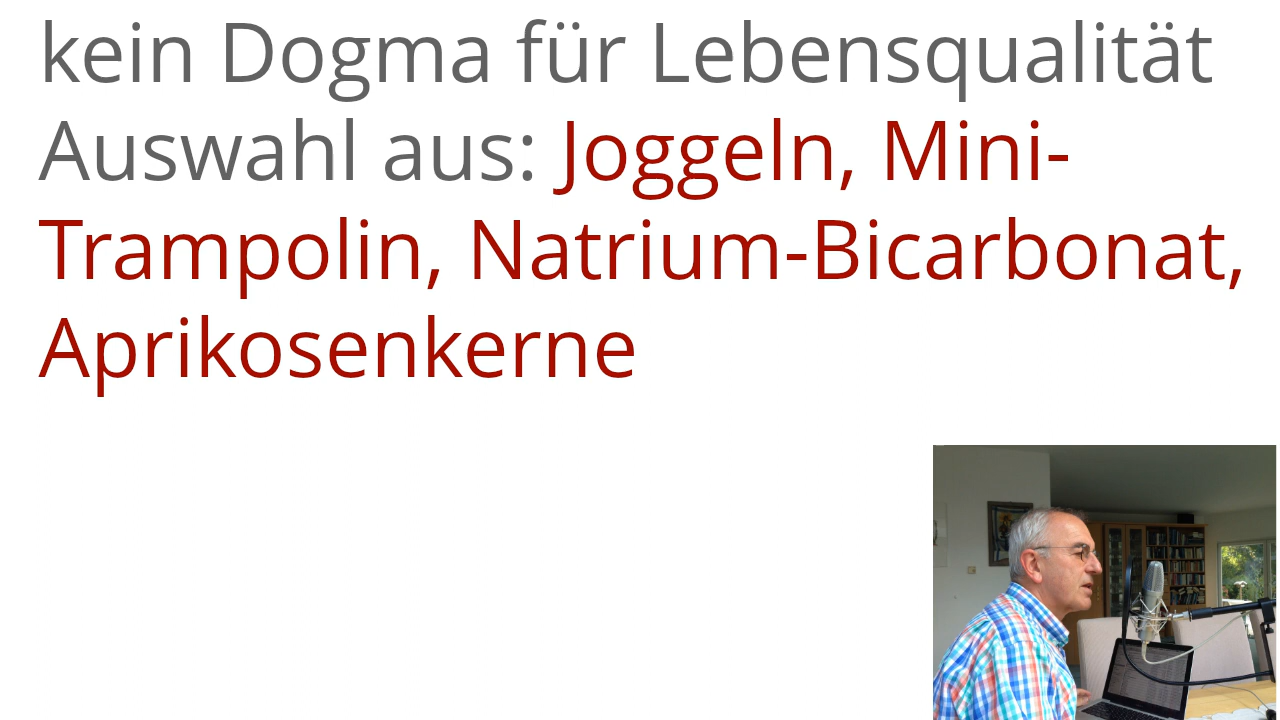 kein Dogma für Lebensqualität
Auswahl aus: Joggeln, Mini-
Trampolin, Natrium-Bicarbonat,
Aprikosenkerne